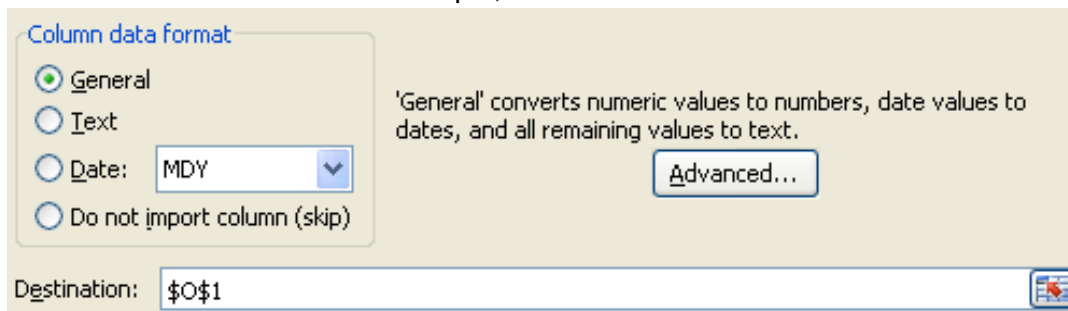 Column data format
General
Text
Date: MDY
Do not import column (skip)
'General' converts numeric values to numbers, date values to
dates, and all remaining values to text.
Advanced...
Destination: $O$1